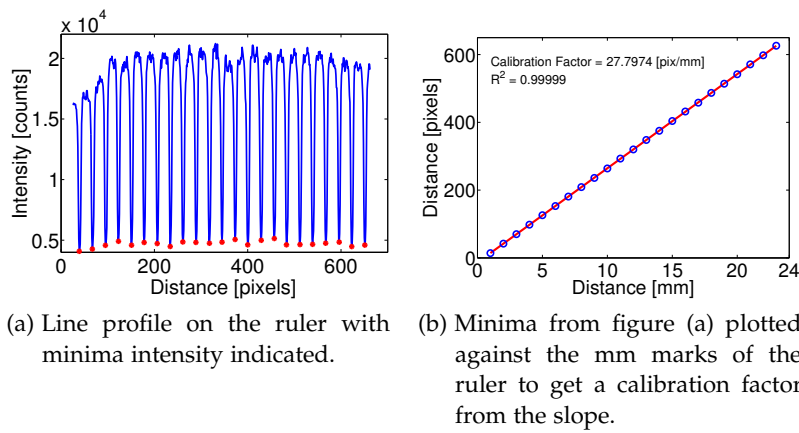 x 10⁴
2
1.5
1
0.5
0 200 400 600
Intensity [counts]
Distance [pixels]
(a) Line profile on the ruler with
minima intensity indicated.
600
400
200
0
0 5 10 15 20 24
Distance [pixels]
Distance [mm]
Calibration Factor = 27.7974 [pix/mm]
R² = 0.99999
(b) Minima from figure (a) plotted
against the mm marks of the
ruler to get a calibration factor
from the slope.